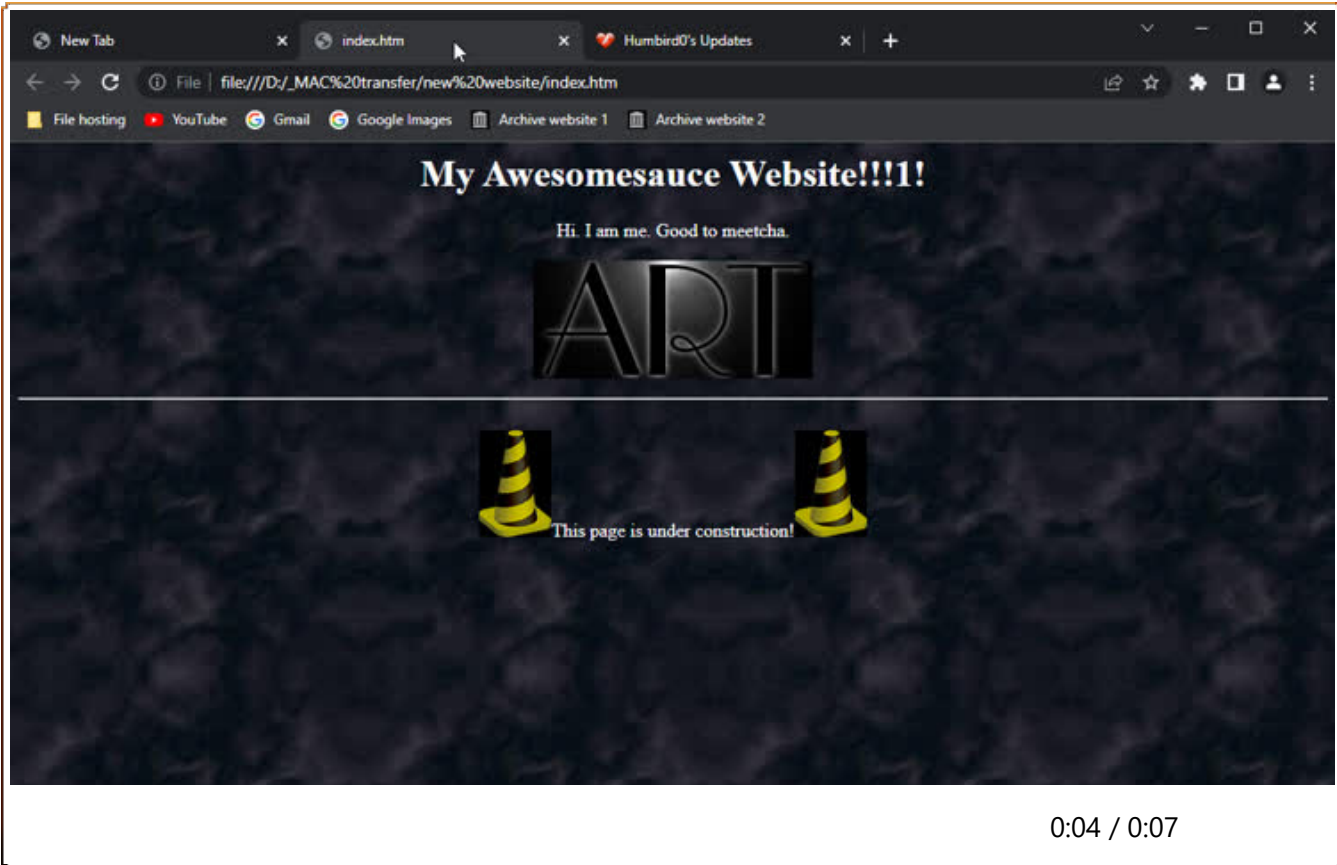 New Tab index.htm Humbird0's Updates
File file:///D:/_MAC%20transfer/new%20website/index.htm
File hosting YouTube Gmail Google Images Archive website 1 Archive website 2
My Awesomesauce Website!!!1!
Hi. I am me. Good to meetcha.
ART
This page is under construction!
0:04 / 0:07